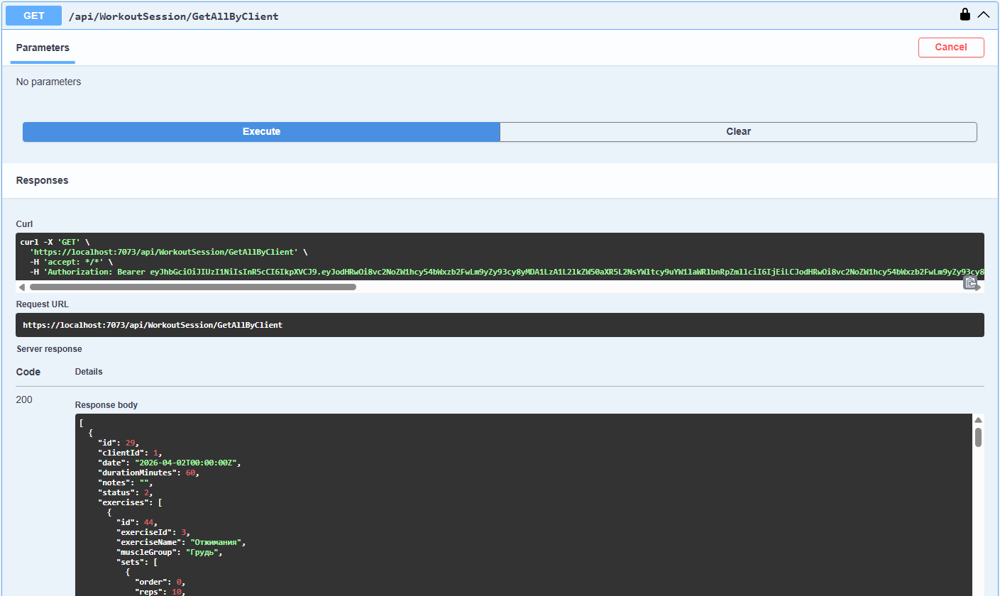 GET /api/WorkoutSession/GetAllByClient
Parameters
Cancel
No parameters
Execute
Clear
Responses
Curl
curl -X 'GET' \
'https://localhost:7073/api/WorkoutSession/GetAllByClient' \
-H 'accept: */*' \
-H 'Authorization: Bearer
Request URL
https://localhost:7073/api/WorkoutSession/GetAllByClient
Server response
Code Details
200
Response body
[
{
"id": 29,
"clientId": 1,
"date": "2026-04-02T00:00:00Z",
"durationMinutes": 60,
"notes": "",
"status": 2,
"exercises": [
{
"id": 44,
"exerciseId": 3,
"exerciseName": "Отжимания",
"muscleGroup": "Грудь",
"sets": [
{
"order": 0,
"reps": 10,